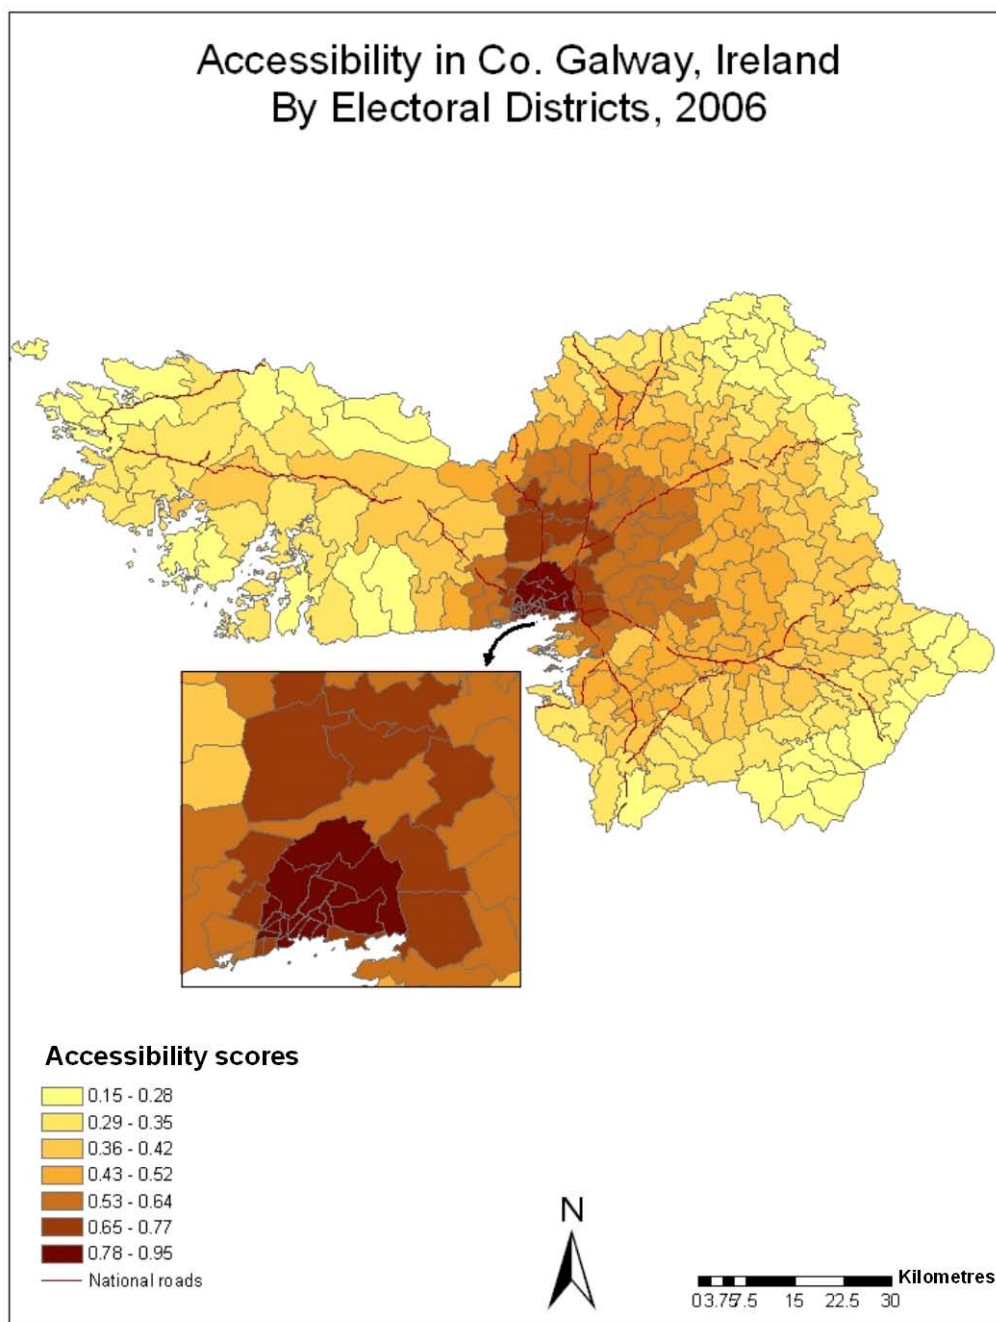 Accessibility in Co. Galway, Ireland
By Electoral Districts, 2006
Accessibility scores
0.15 - 0.28
0.29 - 0.35
0.36 - 0.42
0.43 - 0.52
0.53 - 0.64
0.65 - 0.77
0.78 - 0.95
National roads
N
Kilometres
0 3.75 7.5 15 22.5 30